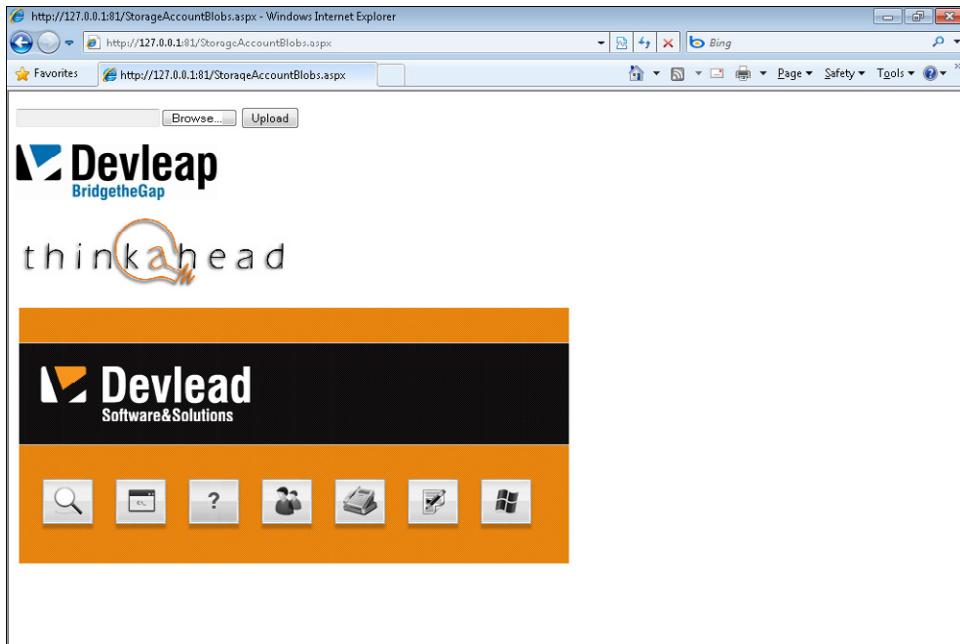 http://127.0.0.1:81/StorageAccountBlobs.aspx - Windows Internet Explorer
http://127.0.0.1:81/StorageAccountBlobs.aspx
Bing
Favorites
http://127.0.0.1:81/StorageAccountBlobs.aspx
Page
Safety
Tools
Browse...
Upload
Devleap
BridgetheGap
thinkahead
Devlead
Software&Solutions
?